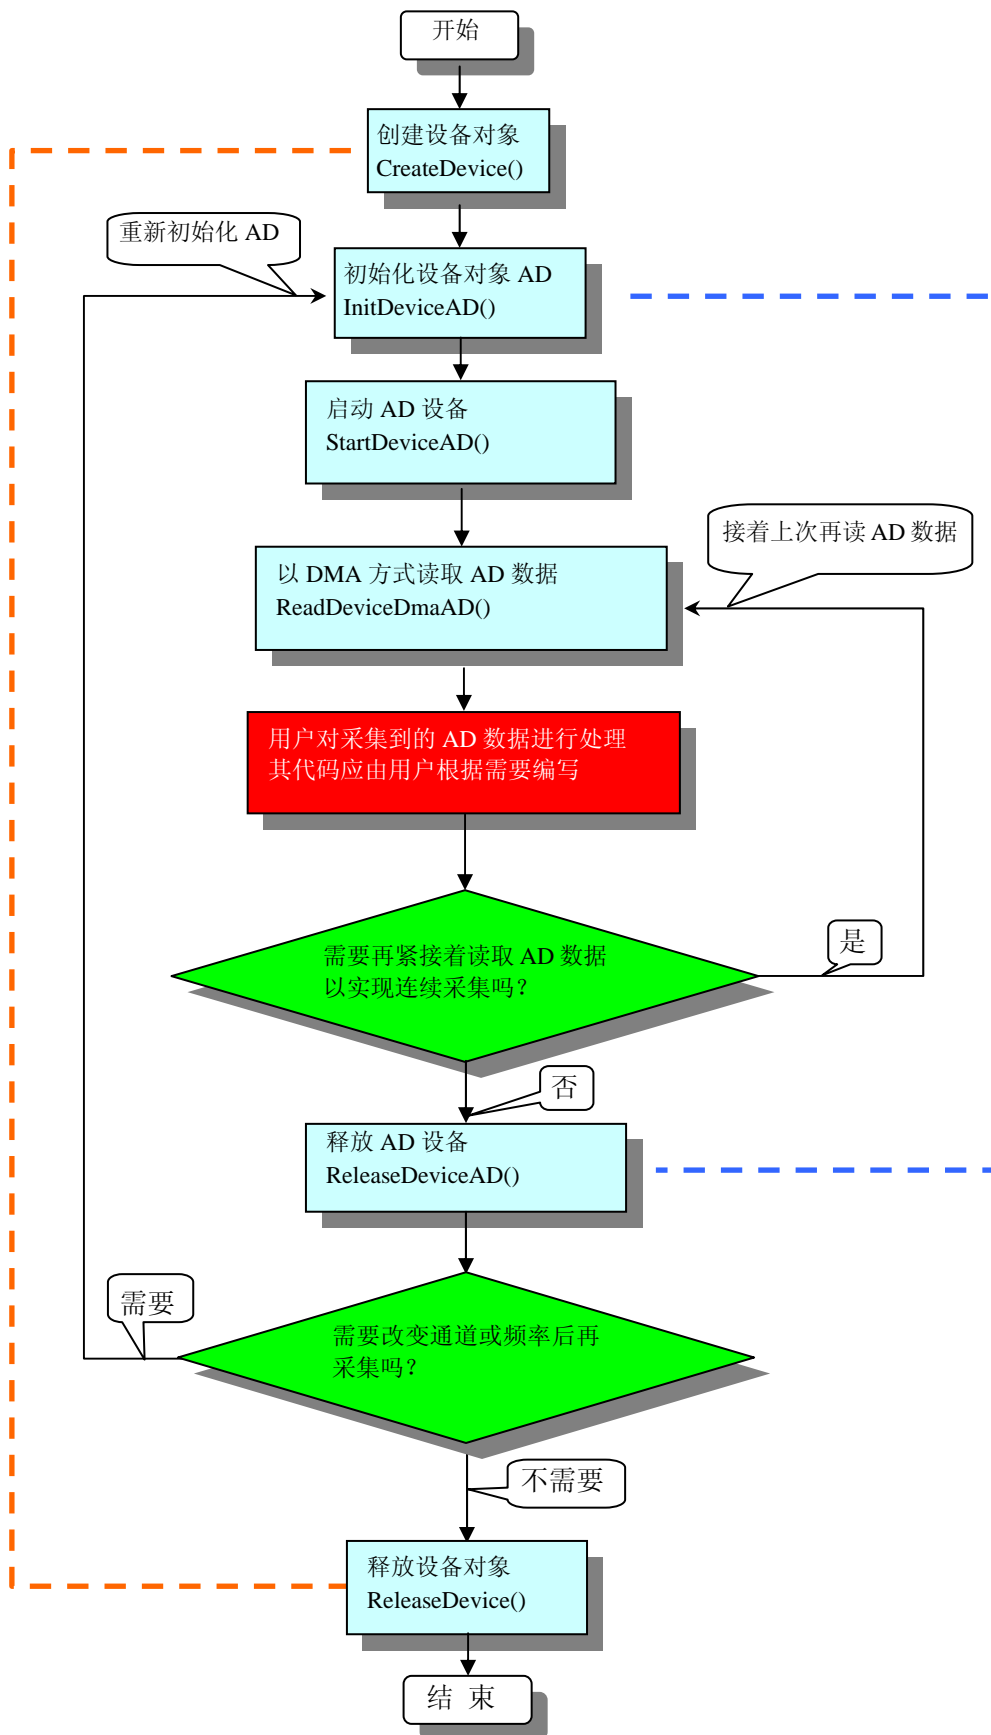 开始
创建设备对象
CreateDevice()
重新初始化 AD
初始化设备对象 AD
InitDeviceAD()
启动 AD 设备
StartDeviceAD()
接着上次再读 AD 数据
以 DMA 方式读取 AD 数据
ReadDeviceDmaAD()
用户对采集到的 AD 数据进行处理
其代码应由用户根据需要编写
需要再紧接着读取 AD 数据
以实现连续采集吗？
是
否
释放 AD 设备
ReleaseDeviceAD()
需要
需要改变通道或频率后再
采集吗？
不需要
释放设备对象
ReleaseDevice()
结 束